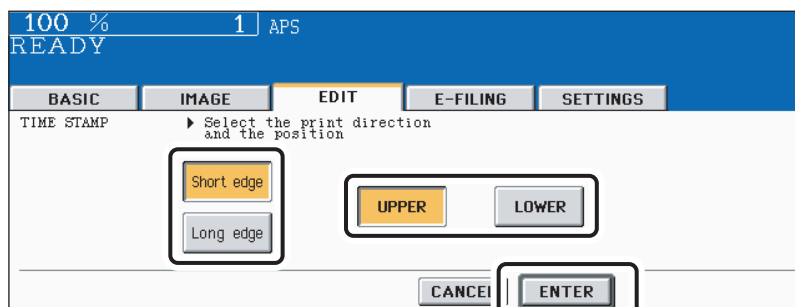 100 % 1 APS
READY
BASIC IMAGE EDIT E-FILING SETTINGS
TIME STAMP ▶ Select the print direction
and the position
Short edge
UPPER LOWER
Long edge
CANCEL ENTER